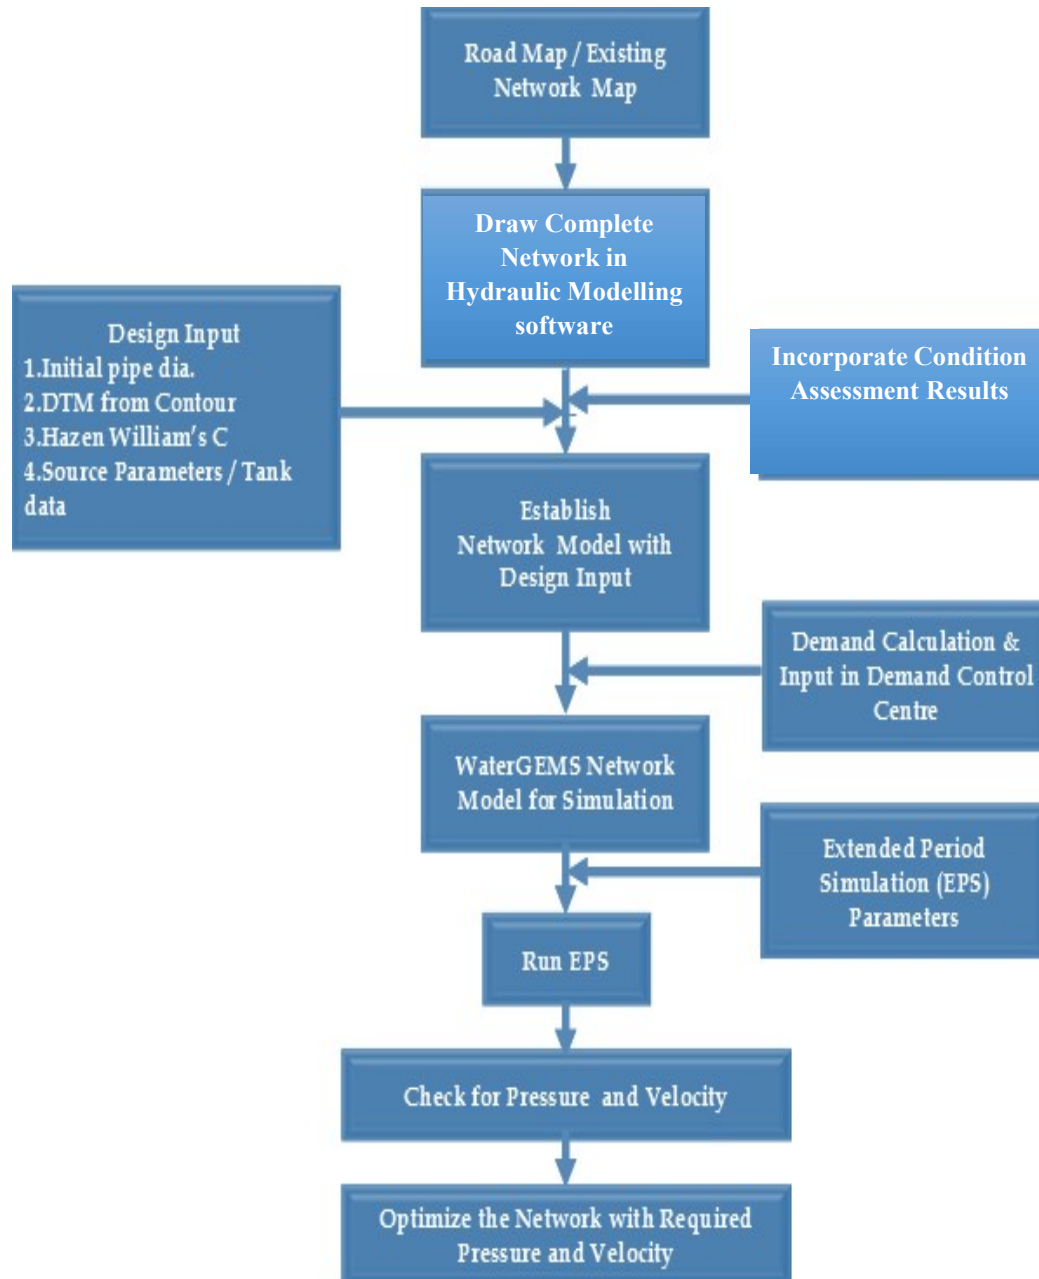 Road Map / Existing
Network Map
Draw Complete
Network in
Hydraulic Modelling
software
Design Input
1.Initial pipe dia.
2.DTM from Contour
3.Hazen William's C
4.Source Parameters / Tank
data
Incorporate Condition
Assessment Results
Establish
Network Model with
Design Input
Demand Calculation &
Input in Demand Control
Centre
WaterGEMS Network
Model for Simulation
Extended Period
Simulation (EPS)
Parameters
Run EPS
Check for Pressure and Velocity
Optimize the Network with Required
Pressure and Velocity